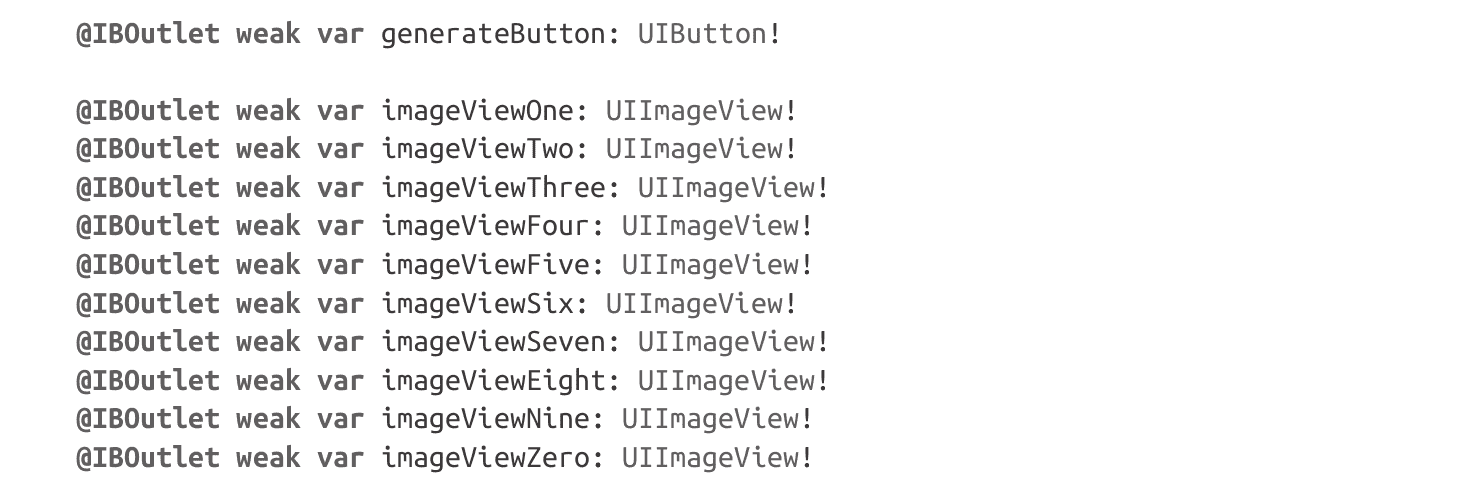 @IBOutlet weak var generateButton: UIButton!
@IBOutlet weak var imageViewOne: UIImageView!
@IBOutlet weak var imageViewTwo: UIImageView!
@IBOutlet weak var imageViewThree: UIImageView!
@IBOutlet weak var imageViewFour: UIImageView!
@IBOutlet weak var imageViewFive: UIImageView!
@IBOutlet weak var imageViewSix: UIImageView!
@IBOutlet weak var imageViewSeven: UIImageView!
@IBOutlet weak var imageViewEight: UIImageView!
@IBOutlet weak var imageViewNine: UIImageView!
@IBOutlet weak var imageViewZero: UIImageView!